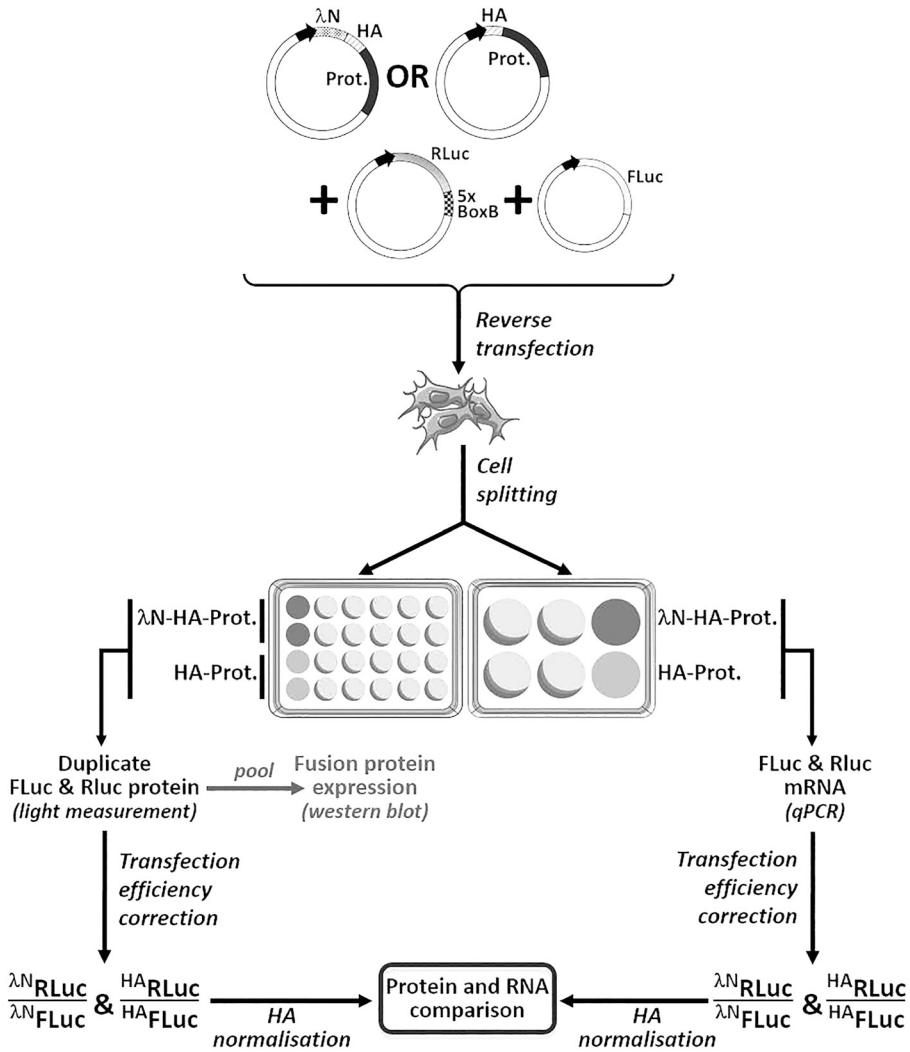 λN
HA
Prot.
OR
HA
Prot.
+
RLuc
5x
BoxB
+
FLuc
Reverse
transfection
Cell
splitting
λN-HA-Prot.
HA-Prot.
λN-HA-Prot.
HA-Prot.
Duplicate
FLuc & Rluc protein
(light measurement)
pool
Fusion protein
expression
(western blot)
FLuc & Rluc
mRNA
(qPCR)
Transfection
efficiency
correction
Transfection
efficiency
correction
λNRLuc
λNFLuc
&
HARLuc
HAFLuc
HA
normalisation
Protein and RNA
comparison
HA
normalisation
λNRLuc
λNFLuc
&
HARLuc
HAFLuc